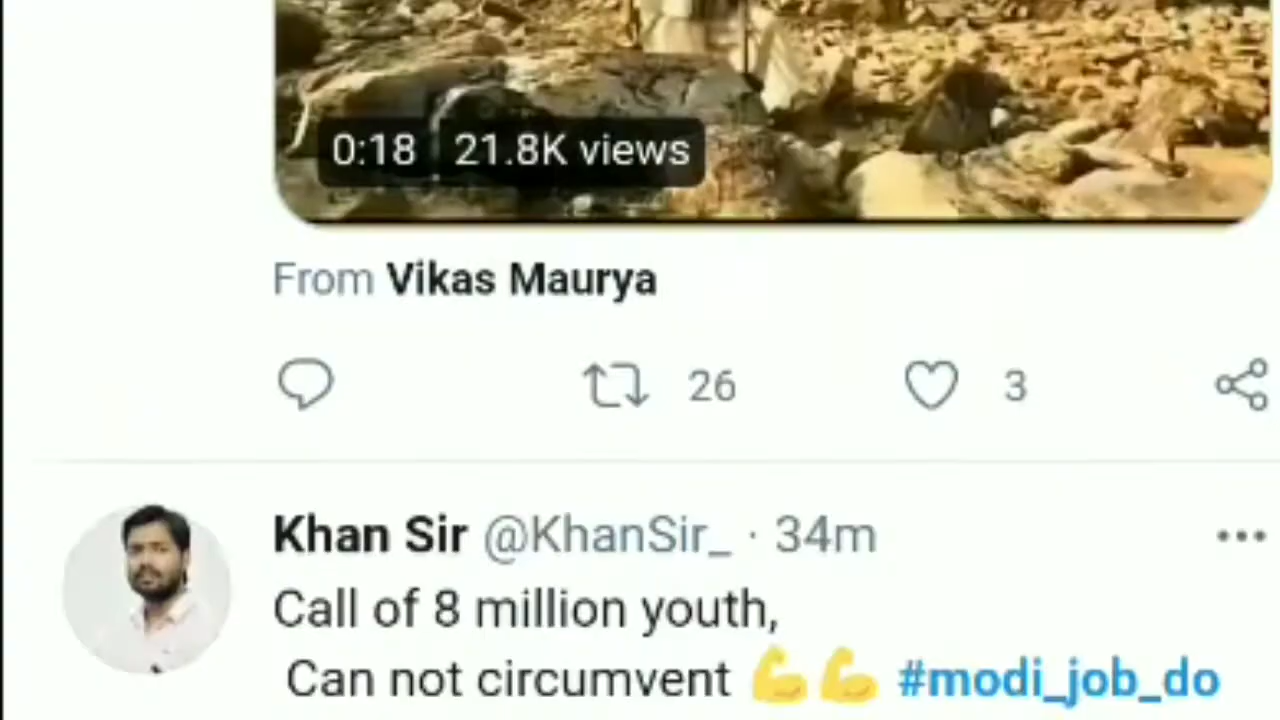 0:18 21.8K views
From Vikas Maurya
26 3
Khan Sir @KhanSir_ · 34m
Call of 8 million youth,
Can not circumvent 💪💪 #modi_job_do